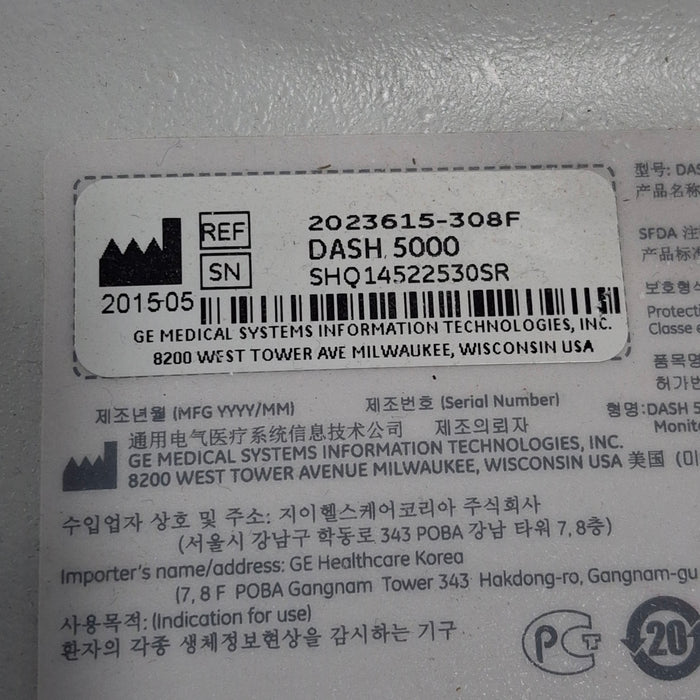 REF 2023615-308F
DASH 5000
SN SHQ14522530SR
2015-05
GE MEDICAL SYSTEMS INFORMATION TECHNOLOGIES, INC.
8200 WEST TOWER AVE MILWAUKEE, WISCONSIN USA
型号: DAS
产品名称
SFDA 注
产品标准
보호형식
Protecti
Classe e
품목명
허가번
형명:DASH 5
Monito
제조년월 (MFG YYYY/MM) 제조번호 (Serial Number)
通用电气医疗系统信息技术公司 제조의뢰자
GE MEDICAL SYSTEMS INFORMATION TECHNOLOGIES, INC.
8200 WEST TOWER AVENUE MILWAUKEE, WISCONSIN USA 美国 (미
수입업자 상호 및 주소: 지이헬스케어코리아 주식회사
(서울시 강남구 학동로 343 POBA 강남 타워 7, 8층)
Importer's name/address: GE Healthcare Korea
(7, 8 F POBA Gangnam Tower 343 Hakdong-ro, Gangnam-gu
사용목적: (Indication for use)
환자의 각종 생체정보현상을 감시하는 기구
20